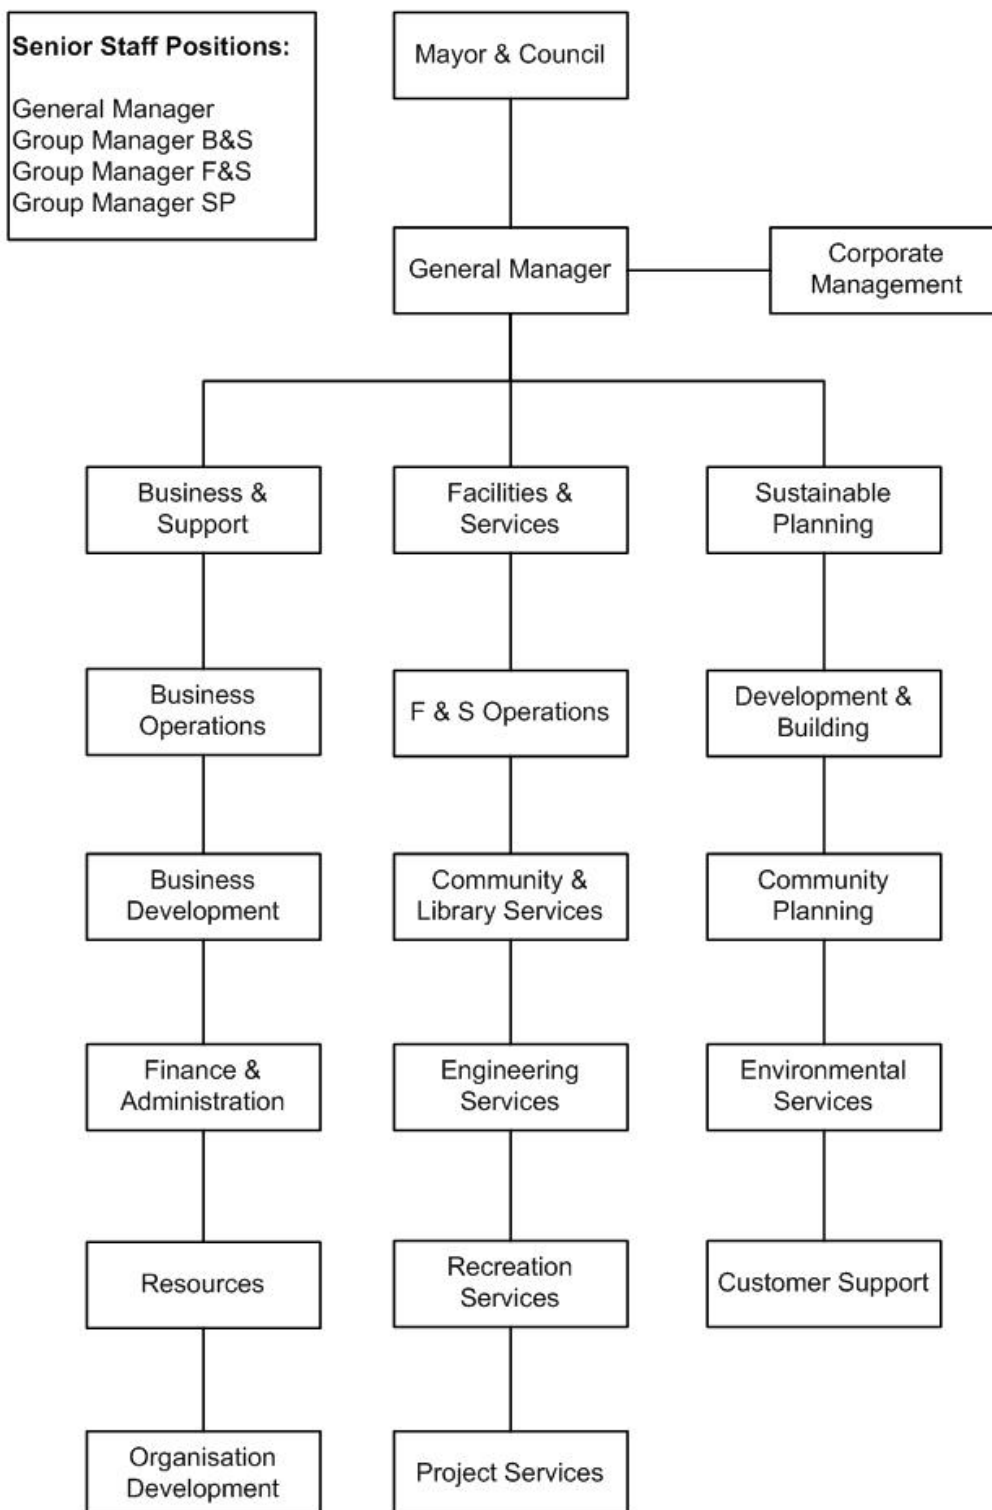 Senior Staff Positions:
General Manager
Group Manager B&S
Group Manager F&S
Group Manager SP
Mayor & Council
General Manager
Corporate
Management
Business &
Support
Facilities &
Services
Sustainable
Planning
Business
Operations
F & S Operations
Development &
Building
Business
Development
Community &
Library Services
Community
Planning
Finance &
Administration
Engineering
Services
Environmental
Services
Resources
Recreation
Services
Customer Support
Organisation
Development
Project Services